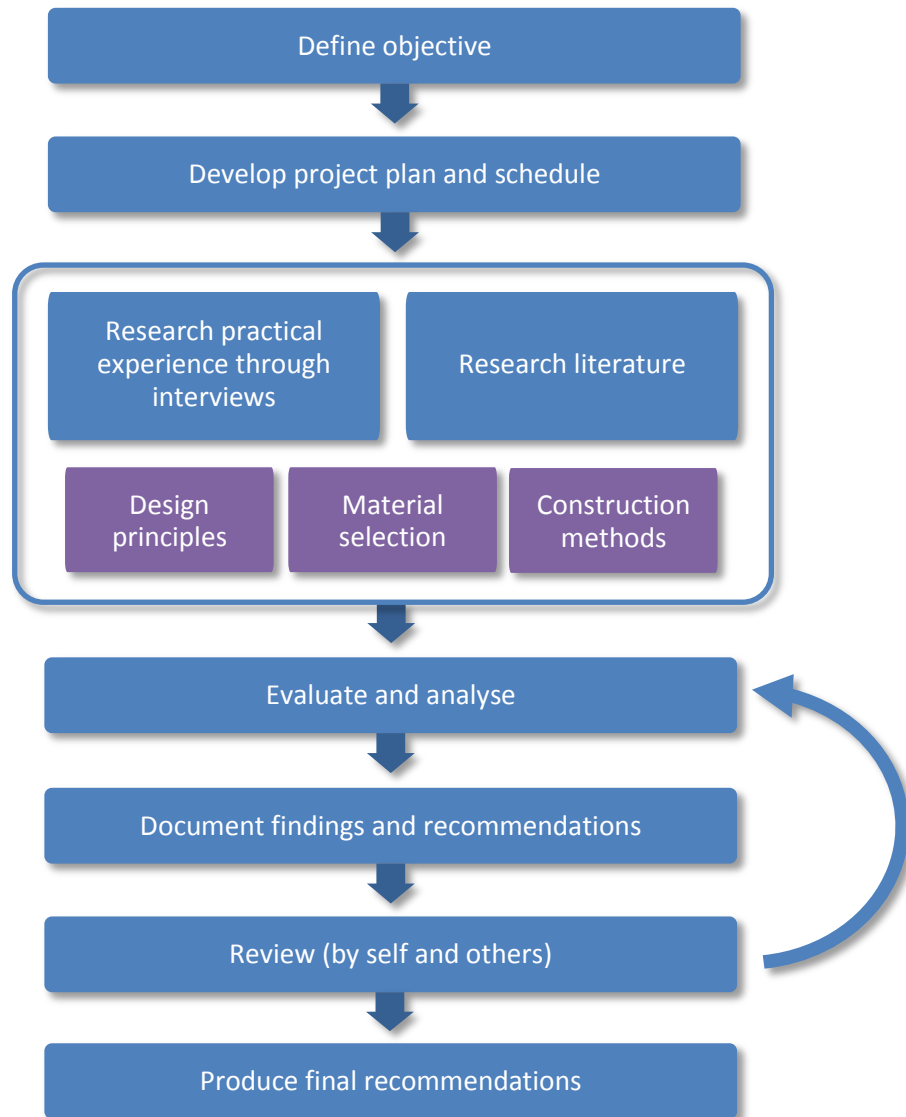 Define objective
Develop project plan and schedule
Research practical
experience through
interviews
Research literature
Design
principles
Material
selection
Construction
methods
Evaluate and analyse
Document findings and recommendations
Review (by self and others)
Produce final recommendations